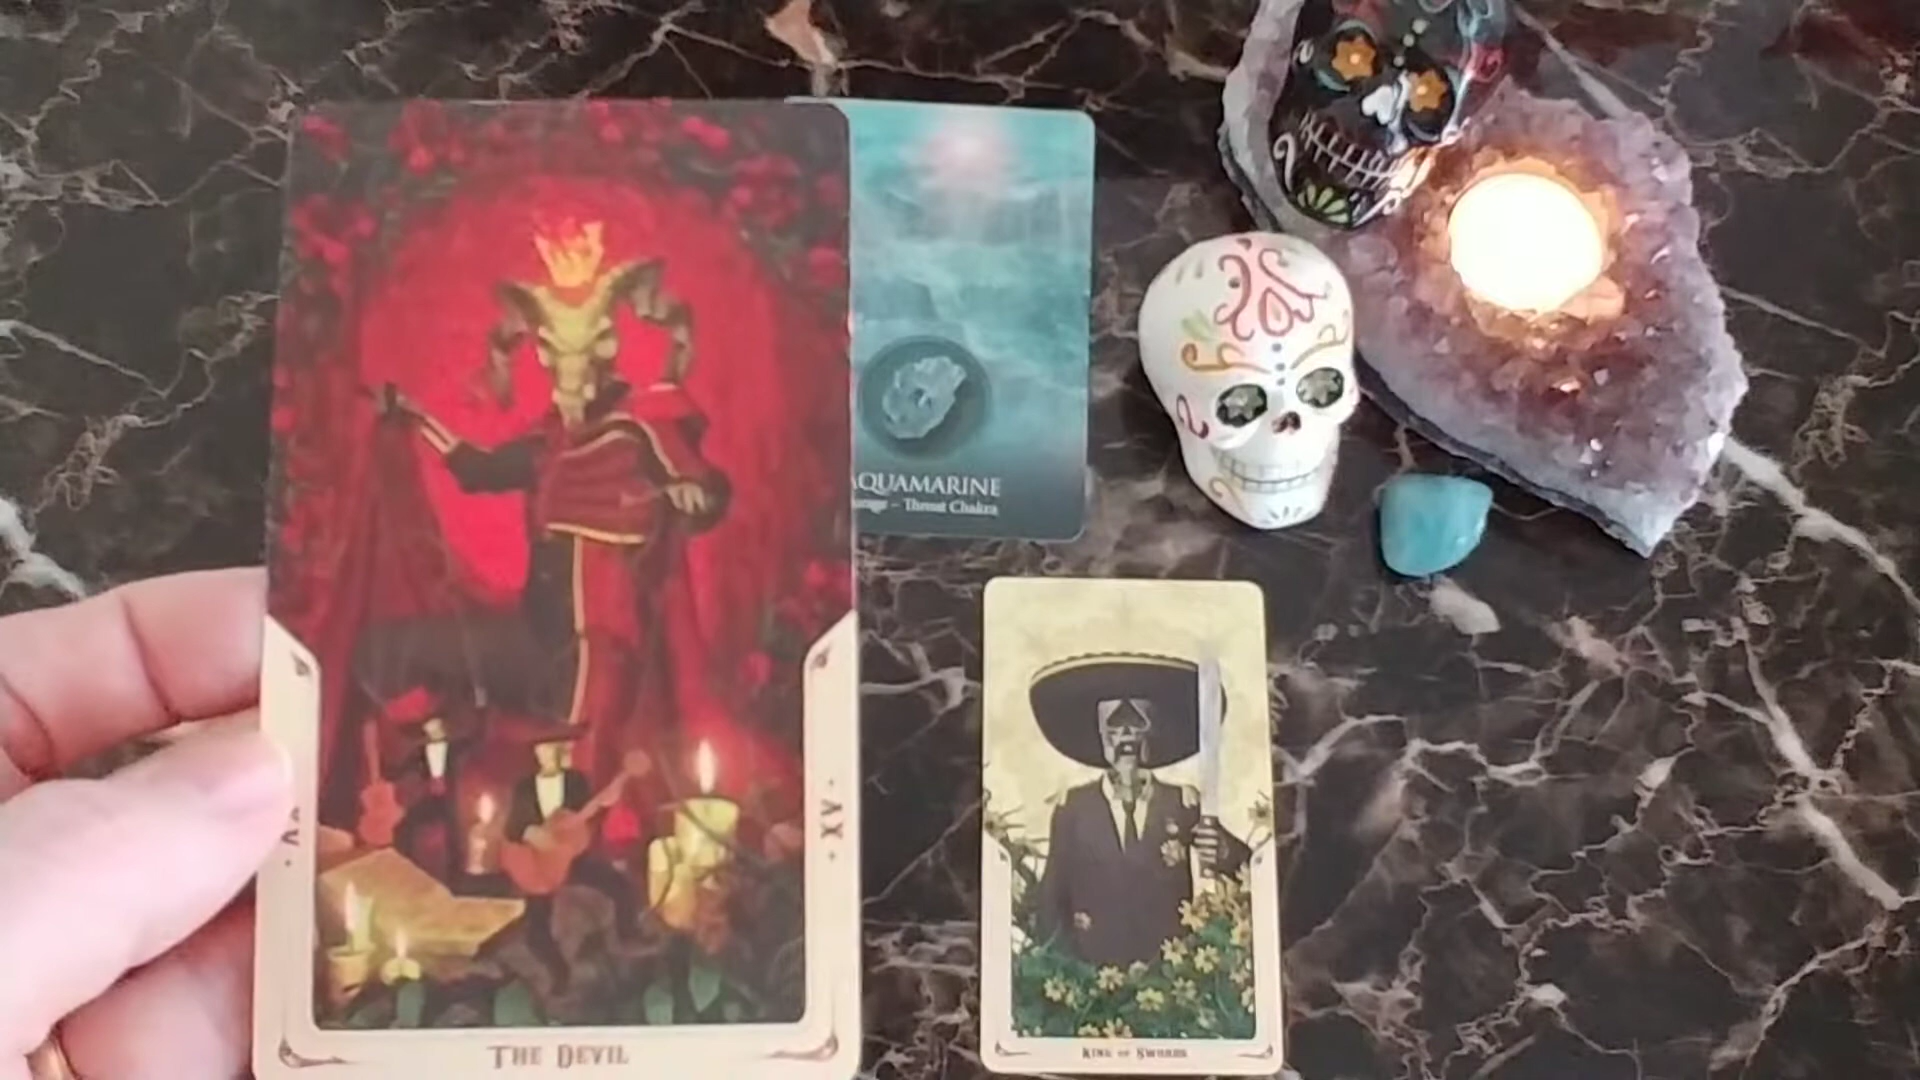 AQUAMARINE
– Throat Chakra
· XV ·
THE DEVIL
KING OF SWORDS